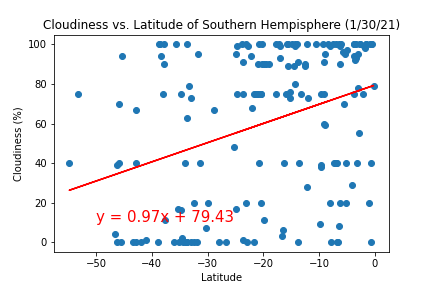 Cloudiness vs. Latitude of Southern Hempisphere (1/30/21)
100
80
60
40
20
0
Cloudiness (%)
y = 0.97x + 79.43
−50 −40 −30 −20 −10 0
Latitude